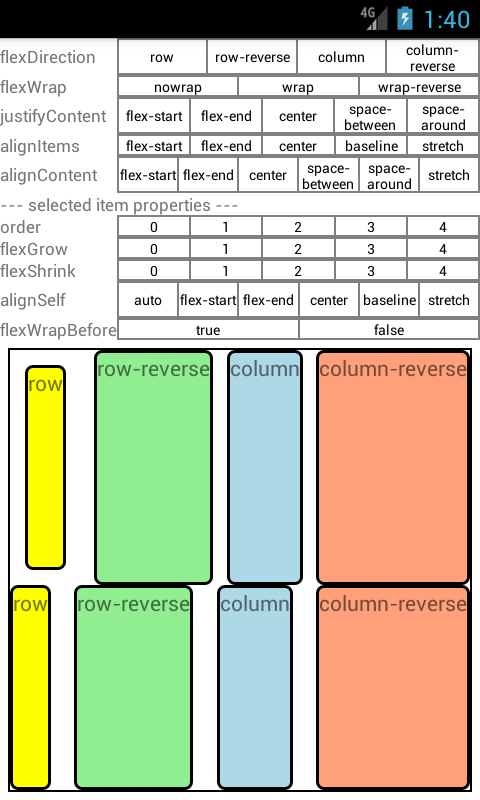 4G 1:40
flexDirection row row-reverse column column-reverse
flexWrap nowrap wrap wrap-reverse
justifyContent flex-start flex-end center space-between space-around
alignItems flex-start flex-end center baseline stretch
alignContent flex-start flex-end center space-between space-around stretch
--- selected item properties ---
order 0 1 2 3 4
flexGrow 0 1 2 3 4
flexShrink 0 1 2 3 4
alignSelf auto flex-start flex-end center baseline stretch
flexWrapBefore true false
row row-reverse column column-reverse
row row-reverse column column-reverse